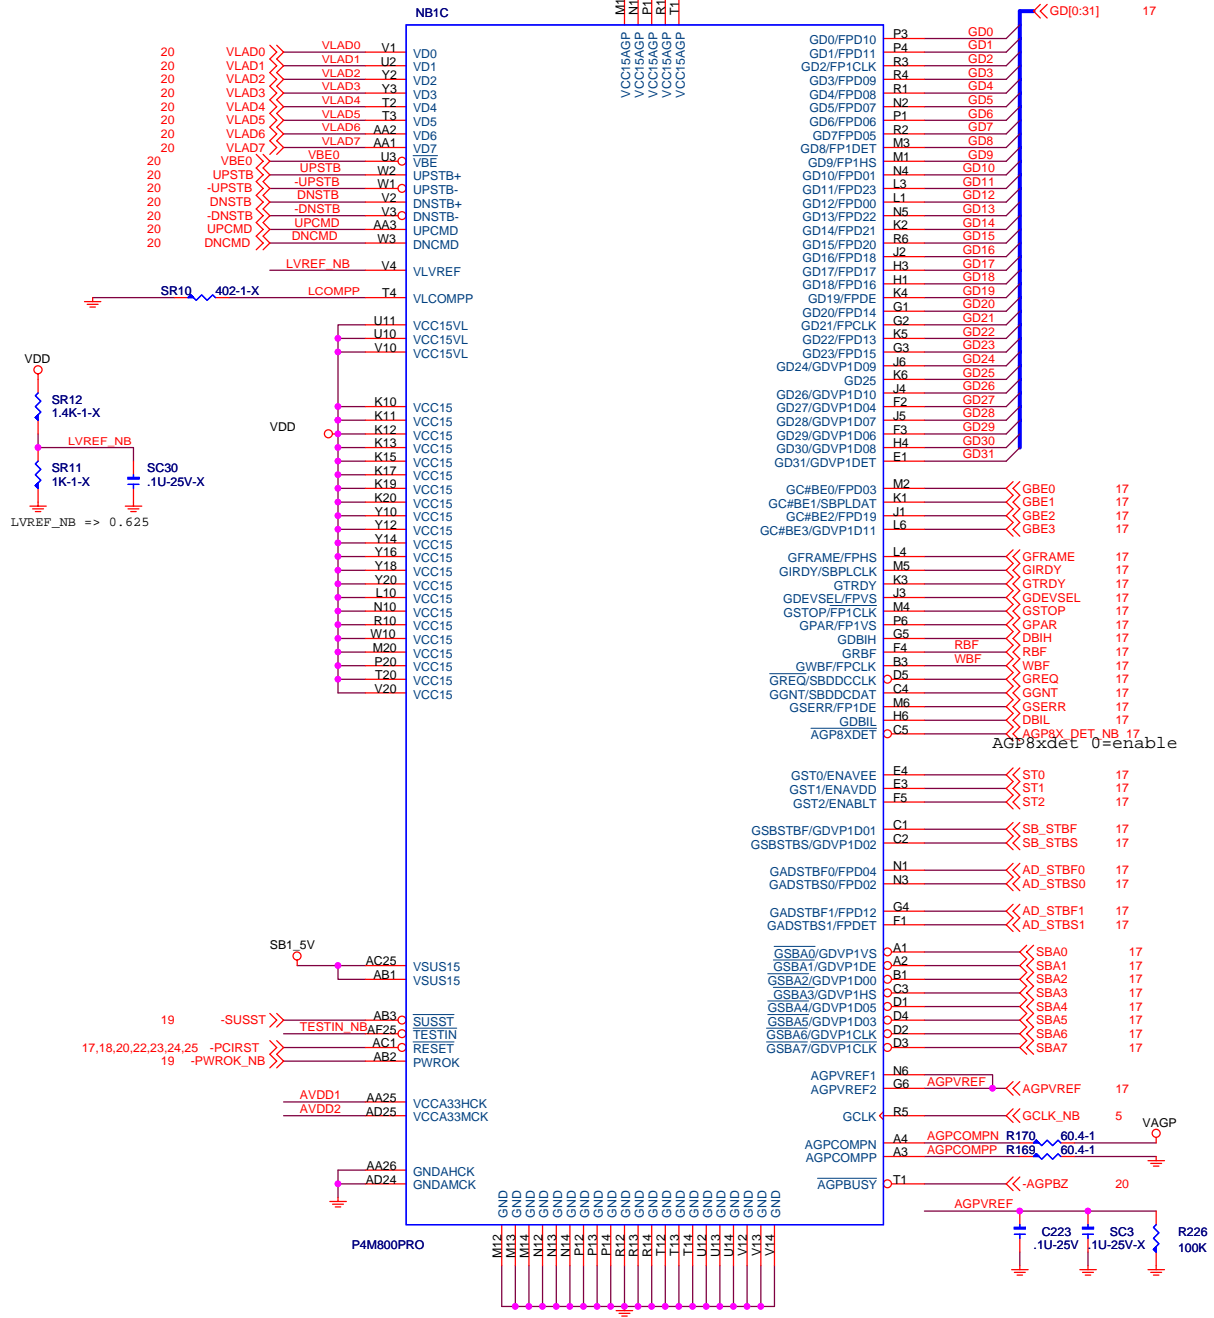 NB1C
M1 N1 P1 R1 T1
VCC15AGP VCC15AGP VCC15AGP VCC15AGP VCC15AGP
20 VLAD0 VLAD0 V1 VD0
20 VLAD1 VLAD1 U2 VD1
20 VLAD2 VLAD2 Y2 VD2
20 VLAD3 VLAD3 Y3 VD3
20 VLAD4 VLAD4 T2 VD4
20 VLAD5 VLAD5 T3 VD5
20 VLAD6 VLAD6 AA2 VD6
20 VLAD7 VLAD7 AA1 VD7
20 VBE0 VBE0 U3 VBE
20 UPSTB UPSTB W2 UPSTB+
20 -UPSTB -UPSTB W1 UPSTB-
20 DNSTB DNSTB V2 DNSTB+
20 -DNSTB -DNSTB V3 DNSTB-
20 UPCMD UPCMD AA3 UPCMD
20 DNCMD DNCMD W3 DNCMD
LVREF_NB V4 VLVREF
SR10 402-1-X LCOMPP T4 VLCOMPP
U11 VCC15VL
U10 VCC15VL
V10 VCC15VL
VDD
SR12
1.4K-1-X
LVREF_NB
SR11
1K-1-X
SC30
.1U-25V-X
LVREF_NB => 0.625
VDD
K10 VCC15
K11 VCC15
K12 VCC15
K13 VCC15
K15 VCC15
K17 VCC15
K19 VCC15
K20 VCC15
Y10 VCC15
Y12 VCC15
Y14 VCC15
Y16 VCC15
Y18 VCC15
Y20 VCC15
L10 VCC15
N10 VCC15
R10 VCC15
W10 VCC15
M20 VCC15
P20 VCC15
T20 VCC15
V20 VCC15
SB1_5V
AC25 VSUS15
AB1 VSUS15
19 -SUSST AB3 SUSST
TESTIN_NB AF25 TESTIN
17,18,20,22,23,24,25 -PCIRST AC1 RESET
19 -PWROK_NB AB2 PWROK
AVDD1 AA25 VCCA33HCK
AVDD2 AD25 VCCA33MCK
AA26 GNDAHCK
AD24 GNDAMCK
P4M800PRO
GND GND GND GND GND GND GND GND GND GND GND GND GND GND GND GND GND GND GND GND GND
M12 M13 M14 N12 N13 N14 P12 P13 P14 R12 R13 R14 T12 T13 T14 U12 U13 U14 V12 V13 V14
GD[0:31] 17
GD0/FPD10 P3 GD0
GD1/FPD11 P4 GD1
GD2/FP1CLK R3 GD2
GD3/FPD09 R4 GD3
GD4/FPD08 R1 GD4
GD5/FPD07 N2 GD5
GD6/FPD06 P1 GD6
GD7FPD05 R2 GD7
GD8/FP1DET M3 GD8
GD9/FP1HS M1 GD9
GD10/FPD01 N4 GD10
GD11/FPD23 L3 GD11
GD12/FPD00 L1 GD12
GD13/FPD22 N5 GD13
GD14/FPD21 K2 GD14
GD15/FPD20 R6 GD15
GD16/FPD18 J2 GD16
GD17/FPD17 H3 GD17
GD18/FPD16 H1 GD18
GD19/FPDE K4 GD19
GD20/FPD14 G1 GD20
GD21/FPCLK G2 GD21
GD22/FPD13 K5 GD22
GD23/FPD15 G3 GD23
GD24/GDVP1D09 J6 GD24
GD25 K6 GD25
GD26/GDVP1D10 J4 GD26
GD27/GDVP1D04 F2 GD27
GD28/GDVP1D07 J5 GD28
GD29/GDVP1D06 F3 GD29
GD30/GDVP1D08 H4 GD30
GD31/GDVP1DET E1 GD31
GC#BE0/FPD03 M2 GBE0 17
GC#BE1/SBPLDAT K1 GBE1 17
GC#BE2/FPD19 J1 GBE2 17
GC#BE3/GDVP1D11 L6 GBE3 17
GFRAME/FPHS L4 GFRAME 17
GIRDY/SBPLCLK M5 GIRDY 17
GTRDY K3 GTRDY 17
GDEVSEL/FPVS J3 GDEVSEL 17
GSTOP/FP1CLK M4 GSTOP 17
GPAR/FP1VS P6 GPAR 17
GDBIH G5 DBIH 17
GRBF F4 RBF RBF 17
GWBF/FPCLK B3 WBF WBF 17
GREQ/SBDDCCLK D5 GREQ 17
GGNT/SBDDCDAT C4 GGNT 17
GSERR/FP1DE M6 GSERR 17
GDBIL H6 DBIL 17
AGP8XDET C5 AGP8X_DET_NB 17
AGP8xdet 0=enable
GST0/ENAVEE E4 ST0 17
GST1/ENAVDD E3 ST1 17
GST2/ENABLT F5 ST2 17
GSBSTBF/GDVP1D01 C1 SB_STBF 17
GSBSTBS/GDVP1D02 C2 SB_STBS 17
GADSTBF0/FPD04 N1 AD_STBF0 17
GADSTBS0/FPD02 N3 AD_STBS0 17
GADSTBF1/FPD12 G4 AD_STBF1 17
GADSTBS1/FPDET F1 AD_STBS1 17
GSBA0/GDVP1VS A1 SBA0 17
GSBA1/GDVP1DE A2 SBA1 17
GSBA2/GDVP1D00 B1 SBA2 17
GSBA3/GDVP1HS C3 SBA3 17
GSBA4/GDVP1D05 D1 SBA4 17
GSBA5/GDVP1D03 D4 SBA5 17
GSBA6/GDVP1CLK D2 SBA6 17
GSBA7/GDVP1CLK D3 SBA7 17
AGPVREF1 N6
AGPVREF2 G6 AGPVREF AGPVREF 17
GCLK R5 GCLK_NB 5
VAGP
AGPCOMPN A4 AGPCOMPN R170 60.4-1
AGPCOMPP A3 AGPCOMPP R169 60.4-1
AGPBUSY T1 -AGPBZ 20
AGPVREF
C223
.1U-25V
SC3
.1U-25V-X
R226
100K